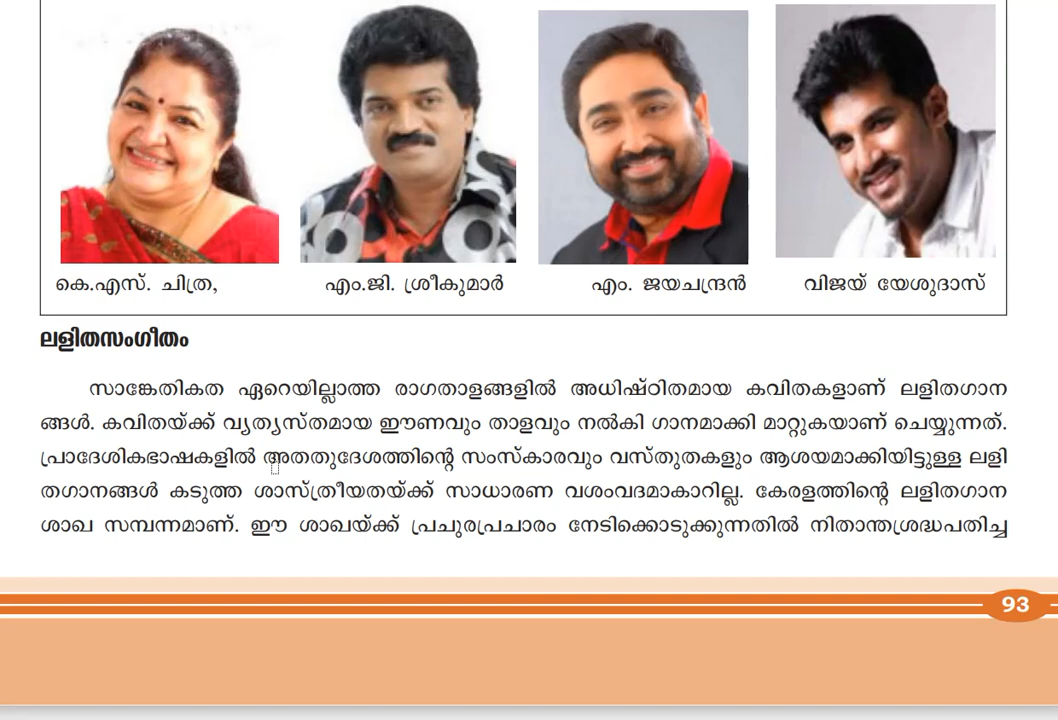 കെ.എസ്. ചിത്ര, എം.ജി. ശ്രീകുമാർ എം. ജയചന്ദ്രൻ വിജയ് യേശുദാസ്
ലളിതസംഗീതം
സാങ്കേതികത ഏറെയില്ലാത്ത രാഗതാളങ്ങളിൽ അധിഷ്ഠിതമായ കവിതകളാണ് ലളിതഗാന
ങ്ങൾ. കവിതയ്ക്ക് വ്യത്യസ്തമായ ഈണവും താളവും നൽകി ഗാനമാക്കി മാറ്റുകയാണ് ചെയ്യുന്നത്.
പ്രാദേശികഭാഷകളിൽ അതതുദേശത്തിന്റെ സംസ്കാരവും വസ്തുതകളും ആശയമാക്കിയിട്ടുള്ള ലളി
തഗാനങ്ങൾ കടുത്ത ശാസ്ത്രീയതയ്ക്ക് സാധാരണ വശംവദമാകാറില്ല. കേരളത്തിന്റെ ലളിതഗാന
ശാഖ സമ്പന്നമാണ്. ഈ ശാഖയ്ക്ക് പ്രചുരപ്രചാരം നേടിക്കൊടുക്കുന്നതിൽ നിതാന്തശ്രദ്ധപതിച്ച
93